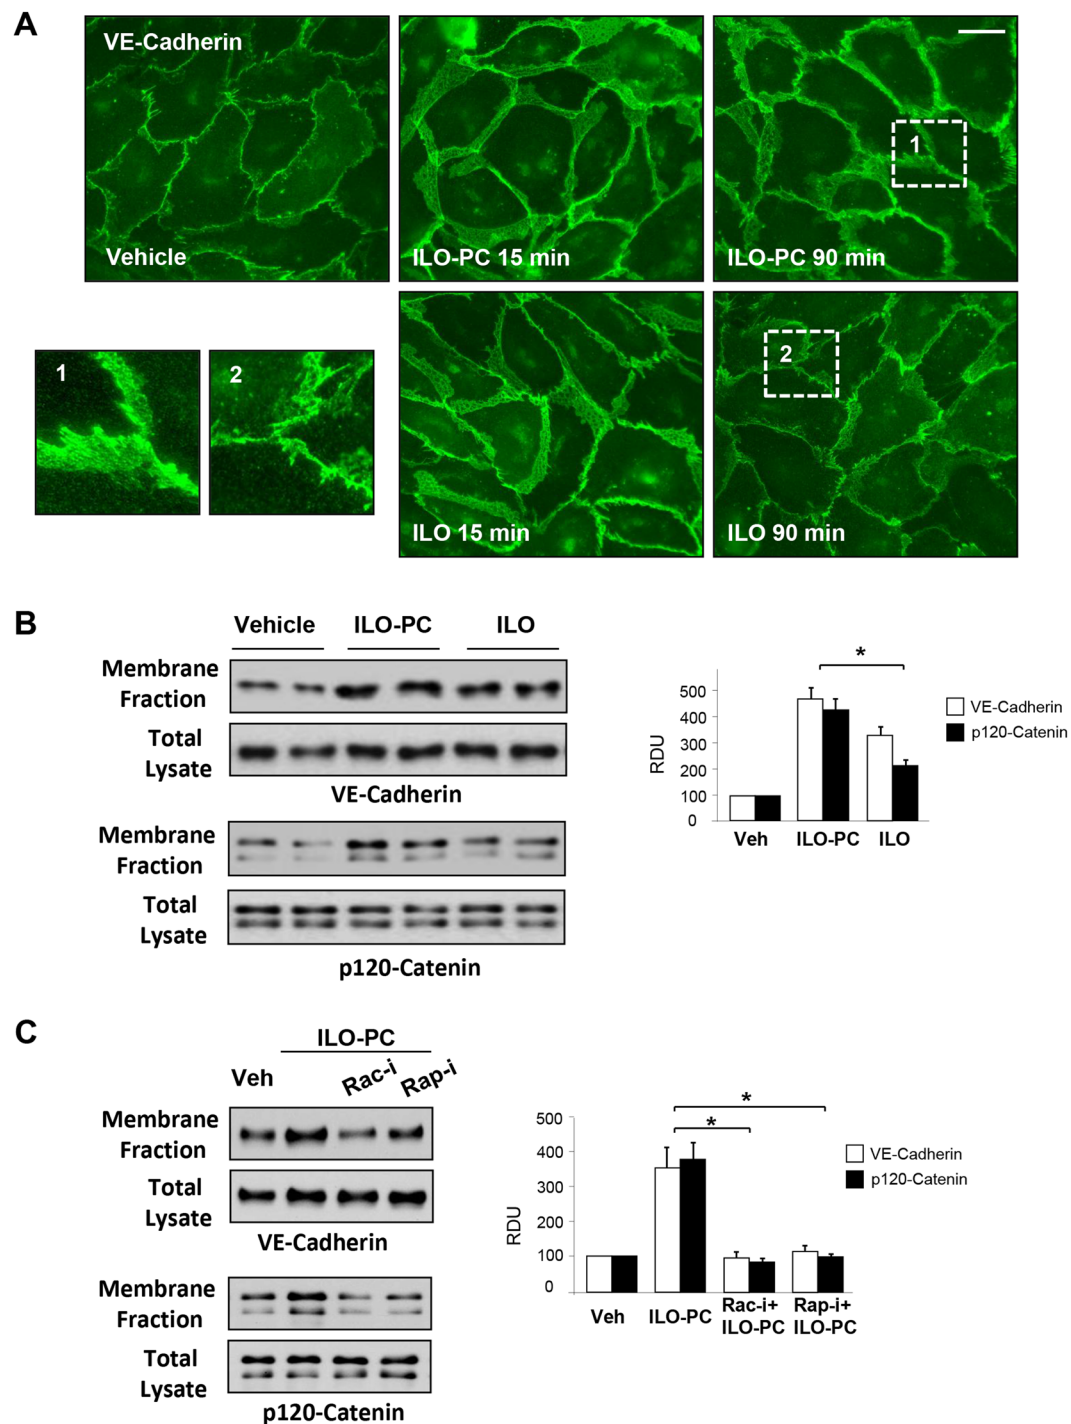 A
VE-Cadherin
Vehicle
ILO-PC 15 min
ILO-PC 90 min
1
1
2
ILO 15 min
ILO 90 min
2
B
Vehicle ILO-PC ILO
Membrane
Fraction
Total
Lysate
VE-Cadherin
Membrane
Fraction
Total
Lysate
p120-Catenin
*
500
400
300
200
100
0
RDU
Veh ILO-PC ILO
VE-Cadherin
p120-Catenin
C
ILO-PC
Veh Rac-i Rap-i
Membrane
Fraction
Total
Lysate
VE-Cadherin
Membrane
Fraction
Total
Lysate
p120-Catenin
*
*
500
400
300
200
100
0
RDU
Veh ILO-PC Rac-i+ Rap-i+
ILO-PC ILO-PC
VE-Cadherin
p120-Catenin